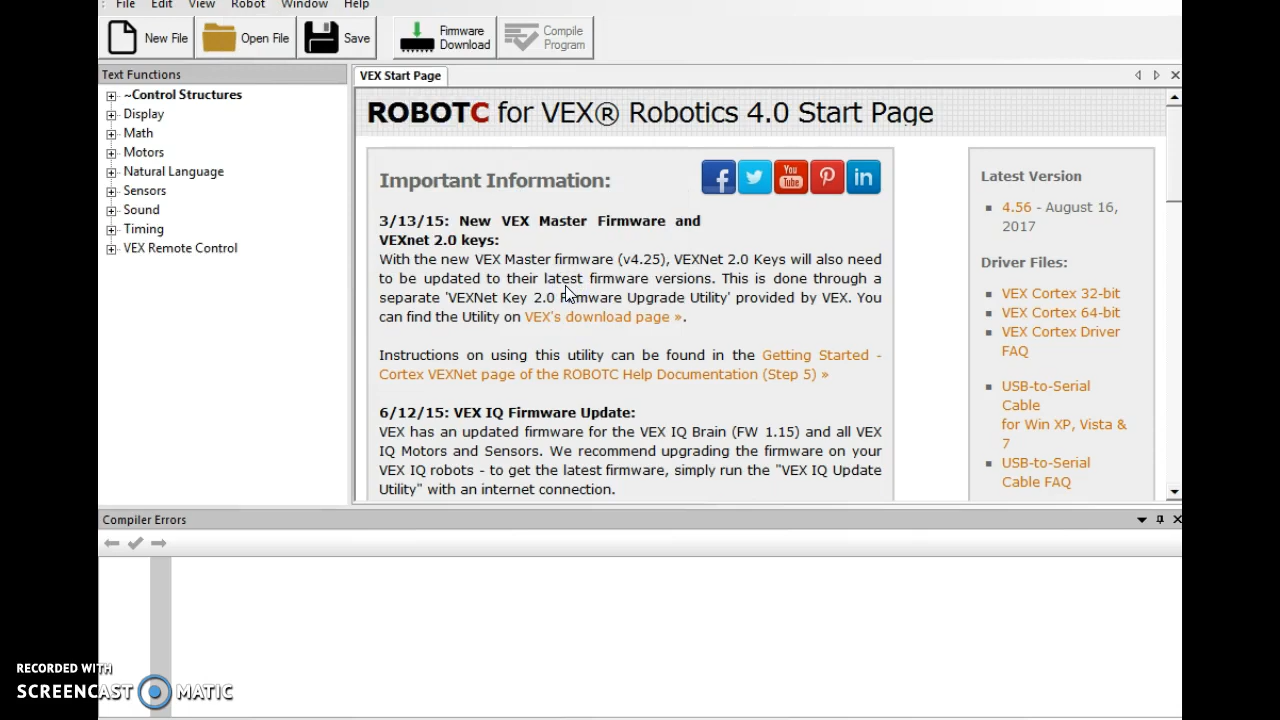 File Edit View Robot Window Help
New File Open File Save Firmware Download Compile Program
Text Functions
~Control Structures
Display
Math
Motors
Natural Language
Sensors
Sound
Timing
VEX Remote Control
VEX Start Page
ROBOTC for VEX® Robotics 4.0 Start Page
Important Information:
f You Tube in
3/13/15: New VEX Master Firmware and
VEXnet 2.0 keys:
With the new VEX Master firmware (v4.25), VEXNet 2.0 Keys will also need
to be updated to their latest firmware versions. This is done through a
separate 'VEXNet Key 2.0 Firmware Upgrade Utility' provided by VEX. You
can find the Utility on VEX's download page ».
Instructions on using this utility can be found in the Getting Started -
Cortex VEXNet page of the ROBOTC Help Documentation (Step 5) »
6/12/15: VEX IQ Firmware Update:
VEX has an updated firmware for the VEX IQ Brain (FW 1.15) and all VEX
IQ Motors and Sensors. We recommend upgrading the firmware on your
VEX IQ robots - to get the latest firmware, simply run the "VEX IQ Update
Utility" with an internet connection.
Latest Version
4.56 - August 16,
2017
Driver Files:
VEX Cortex 32-bit
VEX Cortex 64-bit
VEX Cortex Driver
FAQ
USB-to-Serial
Cable
for Win XP, Vista &
7
USB-to-Serial
Cable FAQ
Compiler Errors
RECORDED WITH
SCREENCAST MATIC